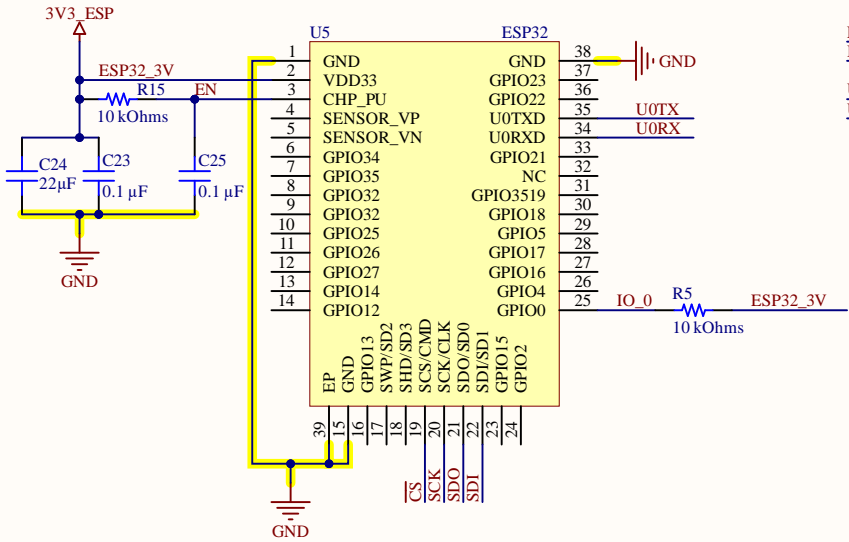 3V3_ESP
ESP32_3V
R15
EN
10 kOhms
C24
22µF
C23
0.1 µF
C25
0.1 µF
GND
U5
ESP32
1
GND
2
VDD33
3
CHP_PU
4
SENSOR_VP
5
SENSOR_VN
6
GPIO34
7
GPIO35
8
GPIO32
9
GPIO32
10
GPIO25
11
GPIO26
12
GPIO27
13
GPIO14
14
GPIO12
GND
38
GND
GPIO23
37
GPIO22
36
U0TXD
35
U0TX
U0RXD
34
U0RX
GPIO21
33
NC
32
GPIO3519
31
GPIO18
30
GPIO5
29
GPIO17
28
GPIO16
27
GPIO4
26
GPIO0
25
IO_0
R5
10 kOhms
ESP32_3V
EP
GND
GPIO13
SWP/SD2
SHD/SD3
SCS/CMD
SCK/CLK
SDO/SD0
SDI/SD1
GPIO15
GPIO2
39
15
16
17
18
19
20
21
22
23
24
CS
SCK
SDO
SDI
GND